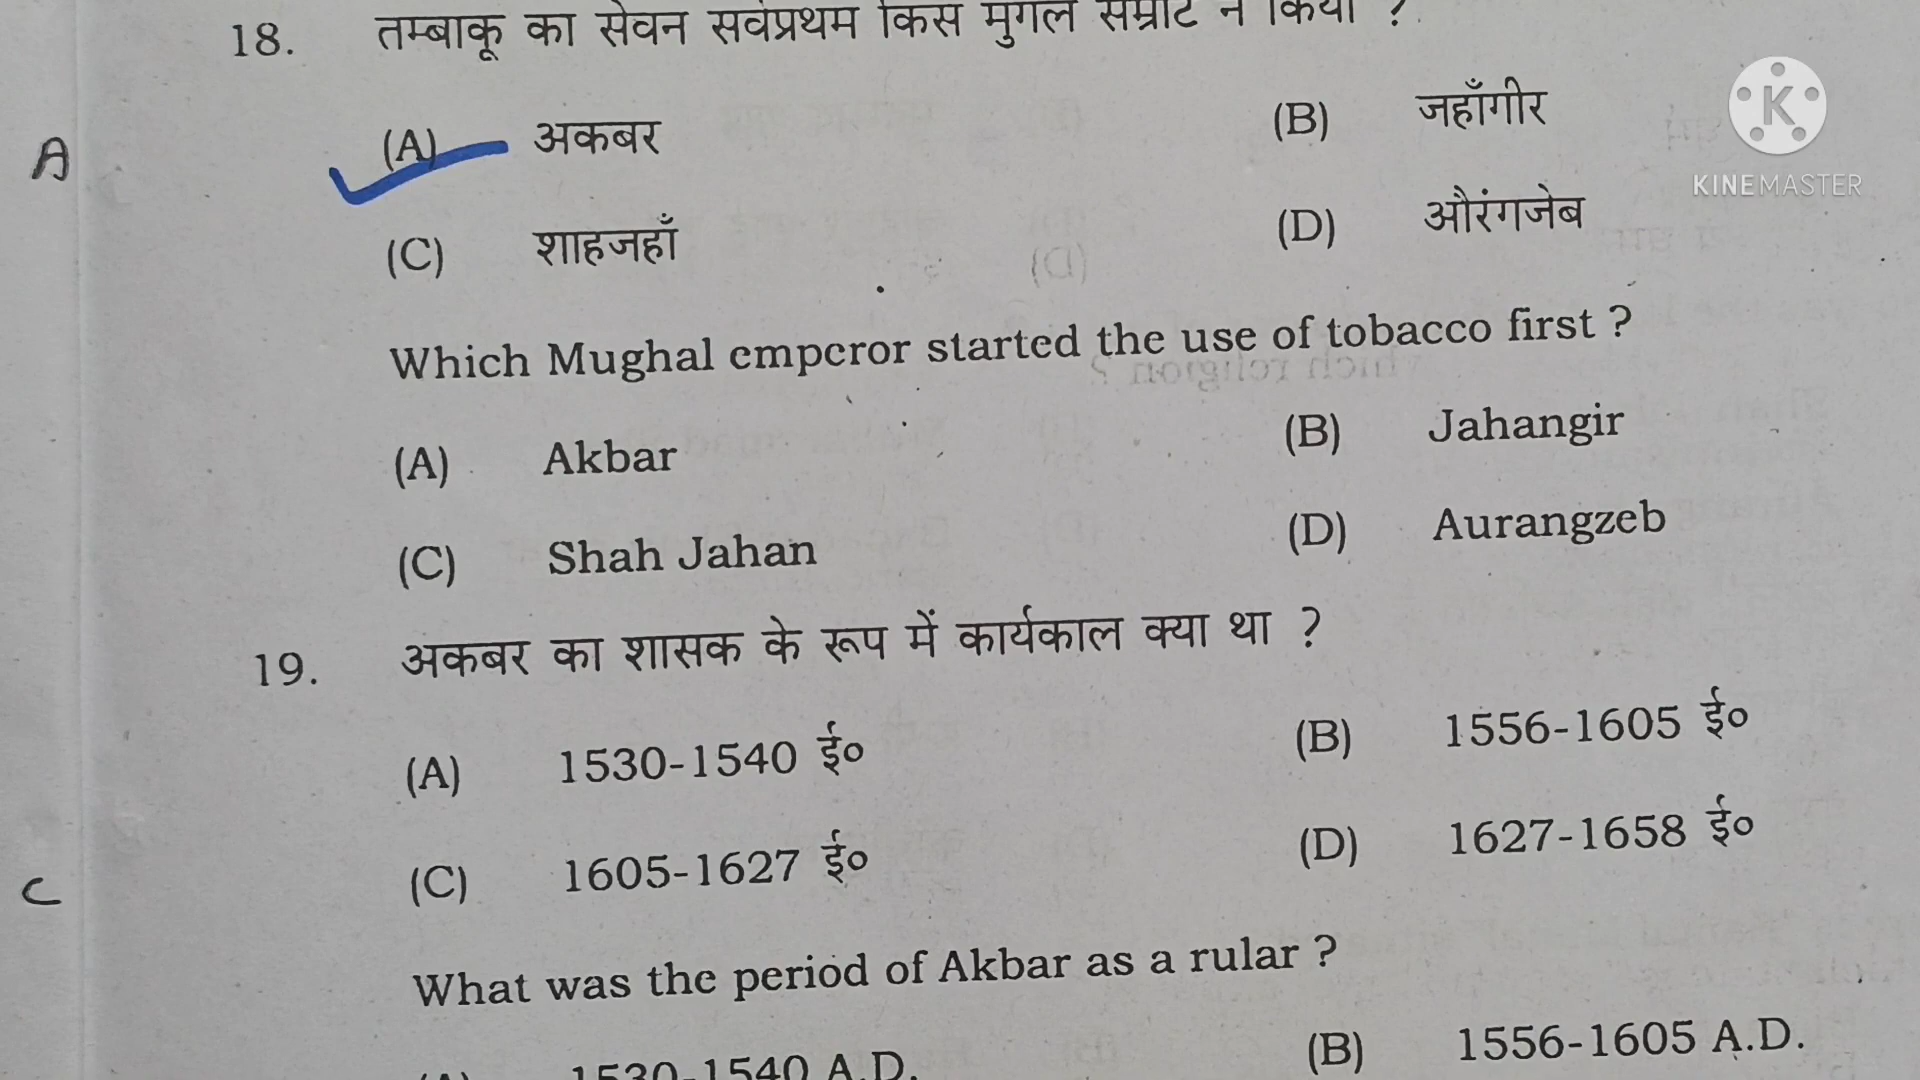 18. तम्बाकू का सेवन सर्वप्रथम किस मुगल सम्राट ने किया ?
(A) अकबर (B) जहाँगीर
A
(C) शाहजहाँ (D) औरंगजेब
KINEMASTER
Which Mughal emperor started the use of tobacco first ?
(A) Akbar (B) Jahangir
(C) Shah Jahan (D) Aurangzeb
19. अकबर का शासक के रूप में कार्यकाल क्या था ?
(A) 1530-1540 ई० (B) 1556-1605 ई०
(C) 1605-1627 ई० (D) 1627-1658 ई०
C
What was the period of Akbar as a rular ?
(A) 1530-1540 A.D. (B) 1556-1605 A.D.